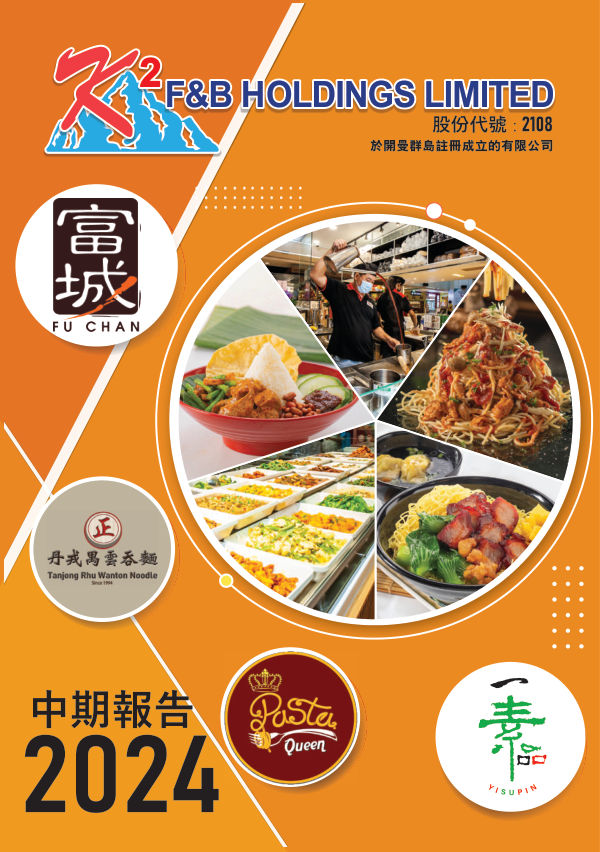 K2 F&B HOLDINGS LIMITED
股份代號 : 2108
於開曼群島註冊成立的有限公司
富城
FU CHAN
正
丹戎禺雲吞麵
Tanjong Rhu Wanton Noodle
Since 1994
Pasta
Queen
一素品
YISUPIN
中期報告
2024